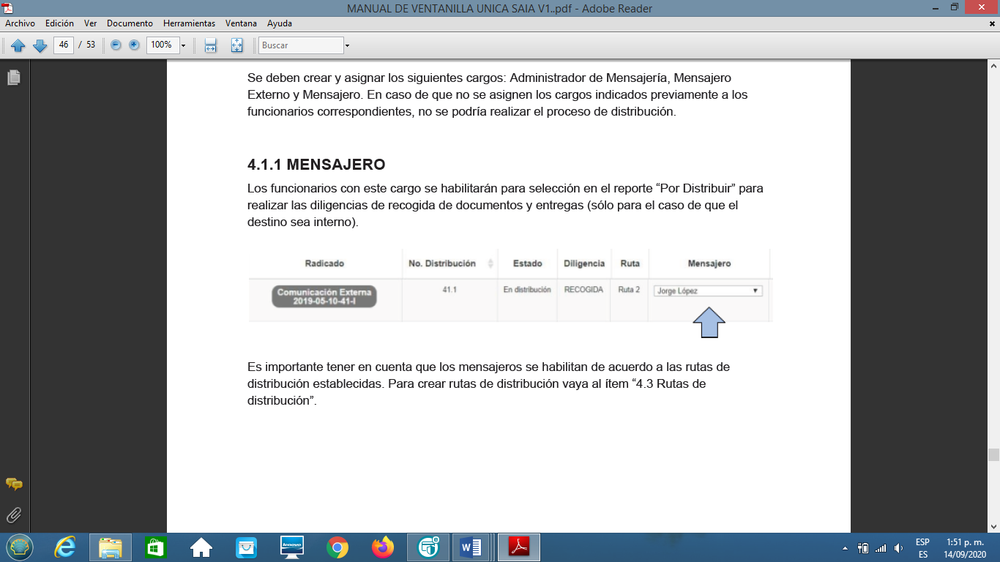 MANUAL DE VENTANILLA UNICA SAIA V1..pdf - Adobe Reader
Archivo Edición Ver Documento Herramientas Ventana Ayuda
46 / 53 100% Buscar
Se deben crear y asignar los siguientes cargos: Administrador de Mensajería, Mensajero
Externo y Mensajero. En caso de que no se asignen los cargos indicados previamente a los
funcionarios correspondientes, no se podría realizar el proceso de distribución.
4.1.1 MENSAJERO
Los funcionarios con este cargo se habilitarán para selección en el reporte “Por Distribuir” para
realizar las diligencias de recogida de documentos y entregas (sólo para el caso de que el
destino sea interno).
Radicado No. Distribución Estado Diligencia Ruta Mensajero
Comunicación Externa
2019-05-10-41-I
41.1 En distribución RECOGIDA Ruta 2 Jorge López
Es importante tener en cuenta que los mensajeros se habilitan de acuerdo a las rutas de
distribución establecidas. Para crear rutas de distribución vaya al ítem “4.3 Rutas de
distribución”.
lenovo
ESP
ES
1:51 p. m.
14/09/2020